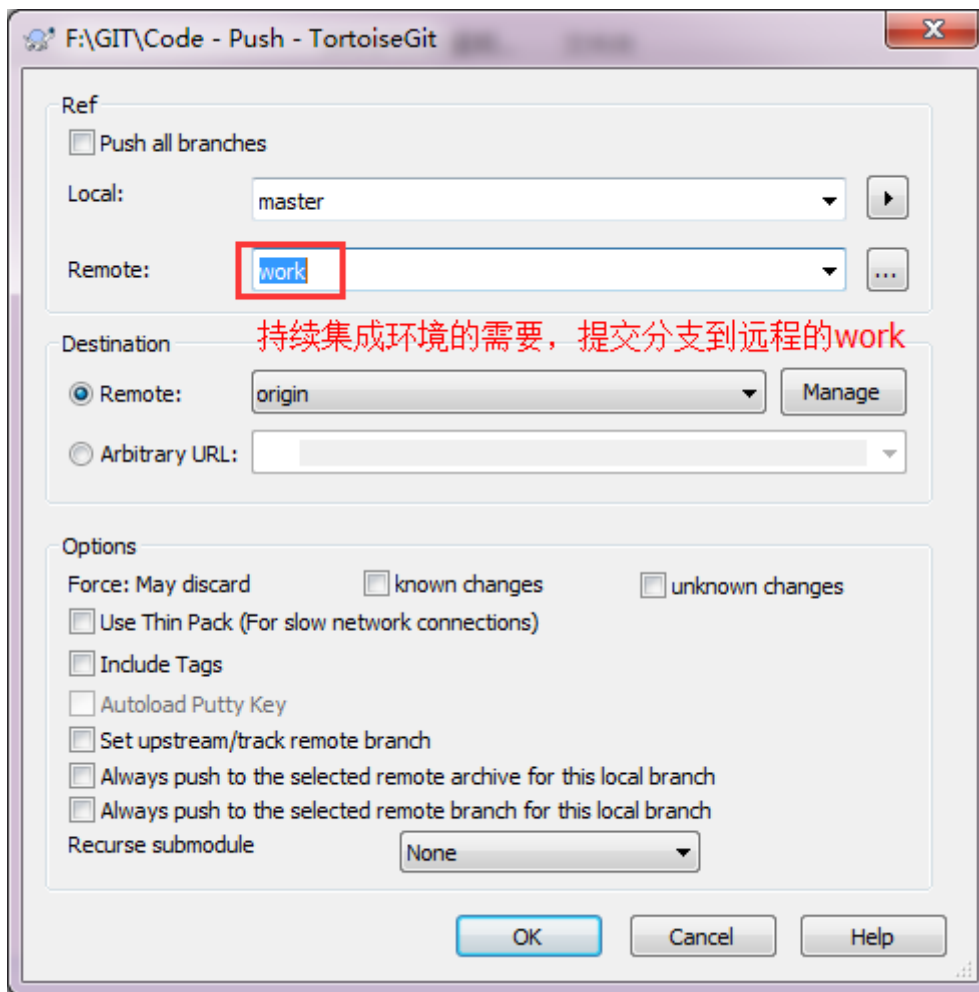 F:\GIT\Code - Push - TortoiseGit
Ref
Push all branches
Local:
master
Remote:
work
...
持续集成环境的需要，提交分支到远程的work
Destination
Remote:
origin
Manage
Arbitrary URL:
Options
Force: May discard
known changes
unknown changes
Use Thin Pack (For slow network connections)
Include Tags
Autoload Putty Key
Set upstream/track remote branch
Always push to the selected remote archive for this local branch
Always push to the selected remote branch for this local branch
Recurse submodule
None
OK
Cancel
Help